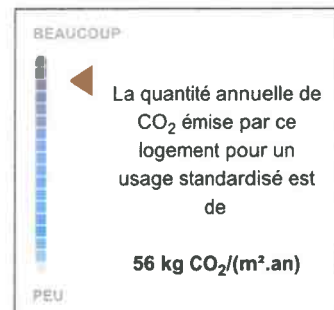 BEAUCOUP
La quantité annuelle de
CO₂ émise par ce
logement pour un
usage standardisé est
de
56 kg CO₂/(m².an)
PEU